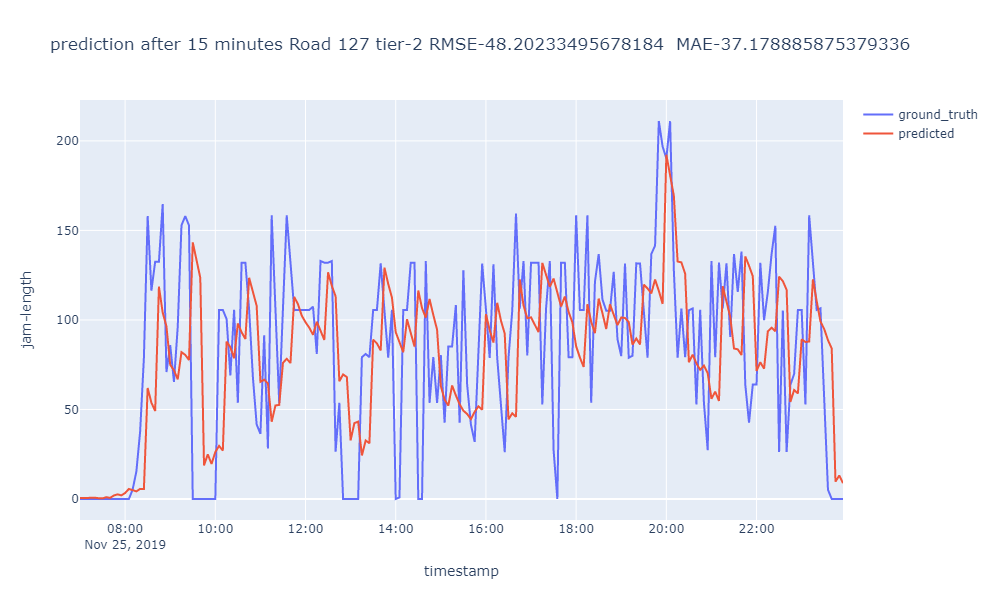 prediction after 15 minutes Road 127 tier-2 RMSE-48.20233495678184  MAE-37.178885875379336
ground_truth
predicted
200
150
100
50
0
jam-length
08:00 10:00 12:00 14:00 16:00 18:00 20:00 22:00
Nov 25, 2019
timestamp